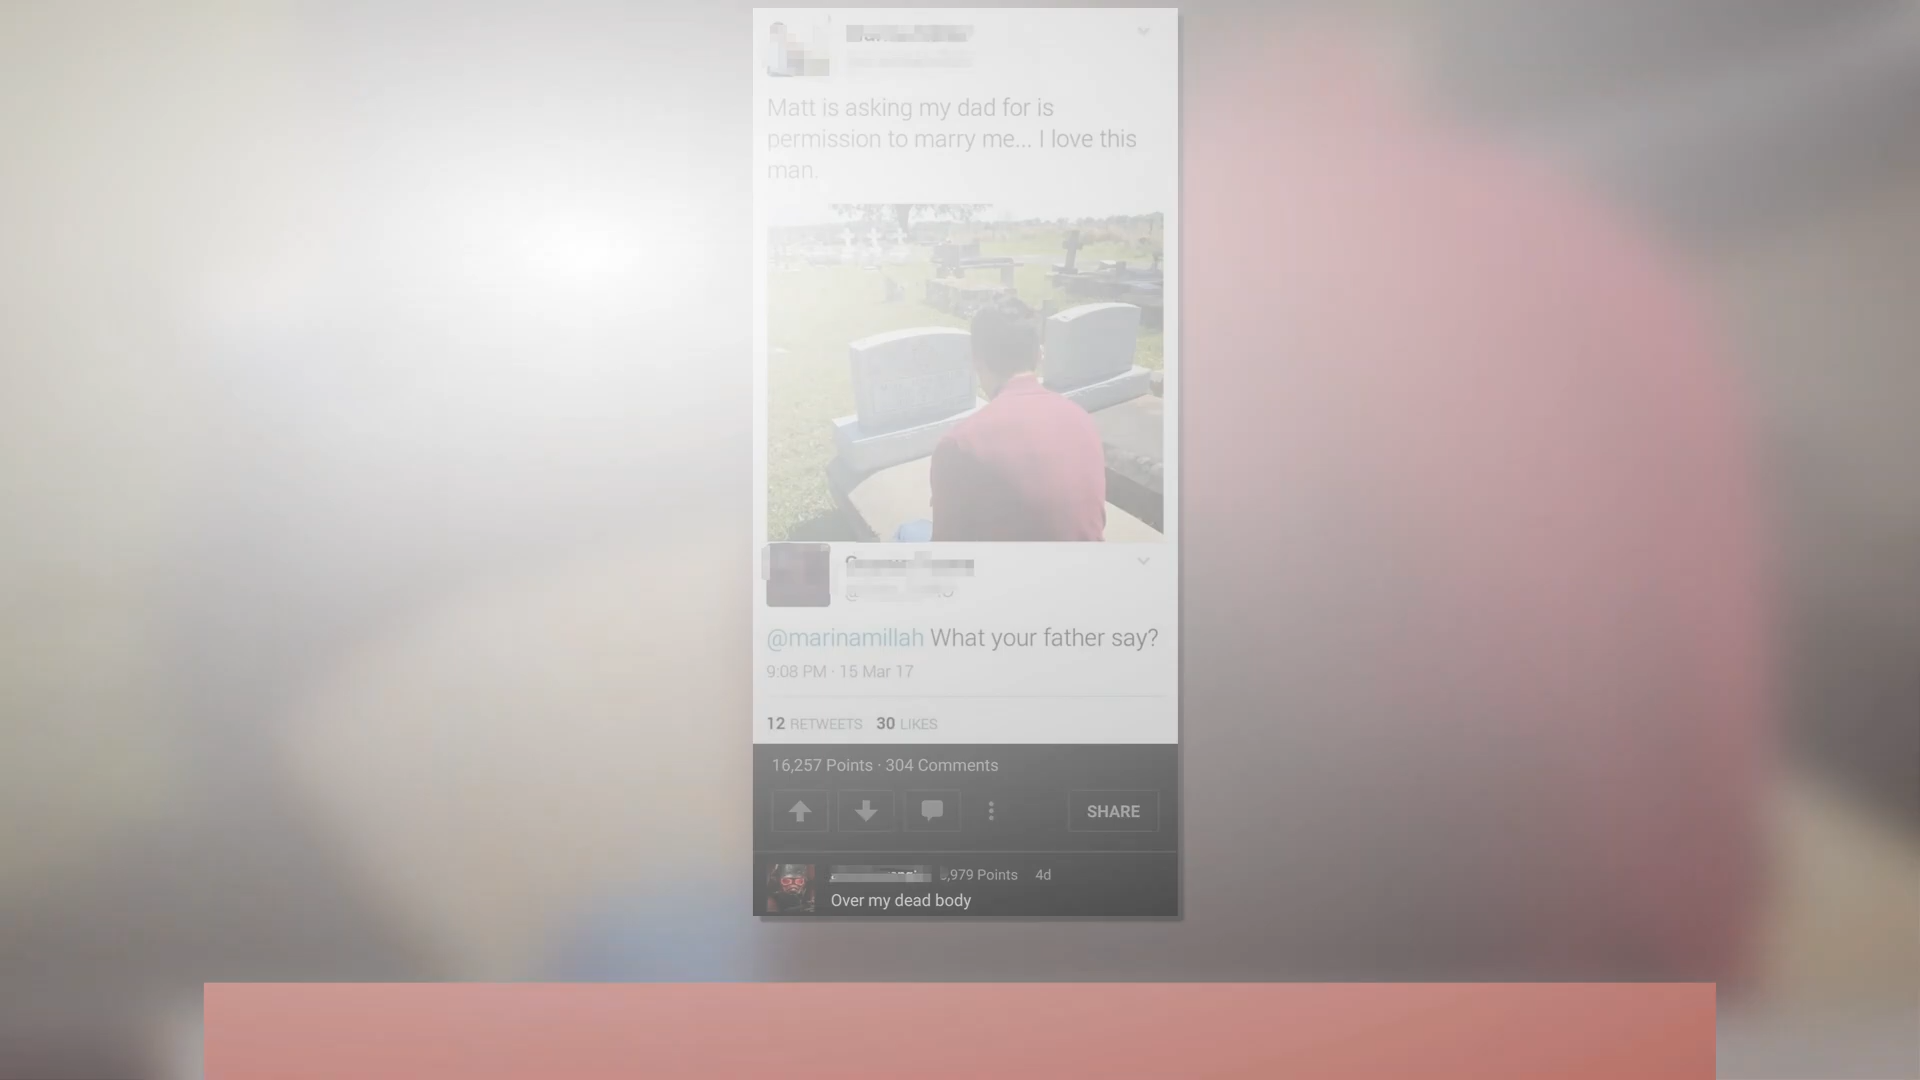 Matt is asking my dad for is
permission to marry me... I love this
man.
@marinamillah What your father say?
9:08 PM · 15 Mar 17
12 RETWEETS 30 LIKES
16,257 Points · 304 Comments
SHARE
,979 Points 4d
Over my dead body